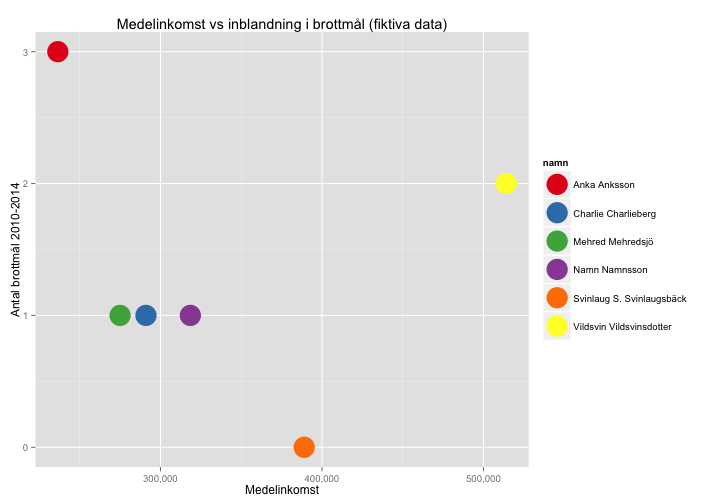 Medelinkomst vs inblandning i brottmål (fiktiva data)
Antal brottmål 2010-2014
3
2
1
0
300,000
400,000
500,000
Medelinkomst
namn
Anka Anksson
Charlie Charlieberg
Mehred Mehredsjö
Namn Namnsson
Svinlaug S. Svinlaugsbäck
Vildsvin Vildsvinsdotter